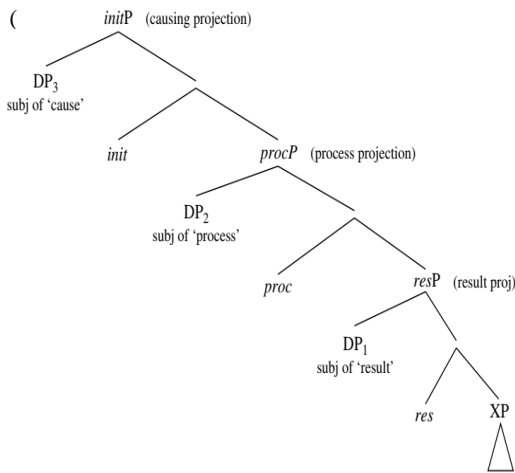 ( initP (causing projection)
DP3
subj of ‘cause’
init procP (process projection)
DP2
subj of ‘process’
proc resP (result proj)
DP1
subj of ‘result’
res XP